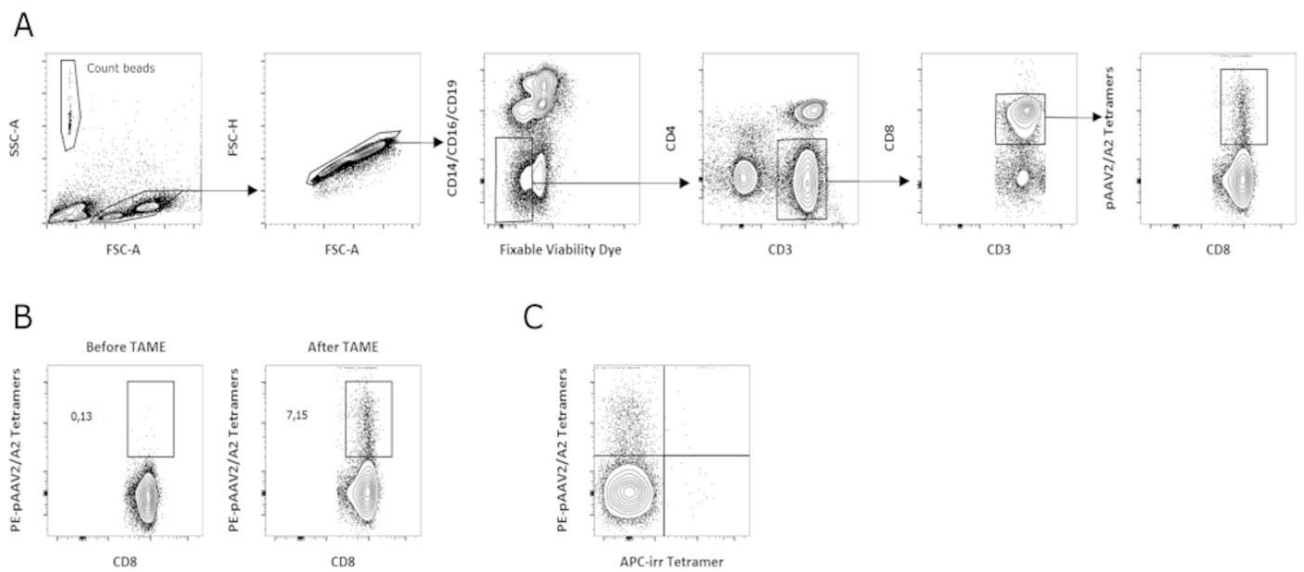 A
Count beads
SSC-A
FSC-A
FSC-H
FSC-A
CD14/CD16/CD19
Fixable Viability Dye
CD4
CD3
CD8
CD3
pAAV2/A2 Tetramers
CD8
B
Before TAME
PE-pAAV2/A2 Tetramers
0,13
CD8
After TAME
PE-pAAV2/A2 Tetramers
7,15
CD8
C
PE-pAAV2/A2 Tetramers
APC-irr Tetramer